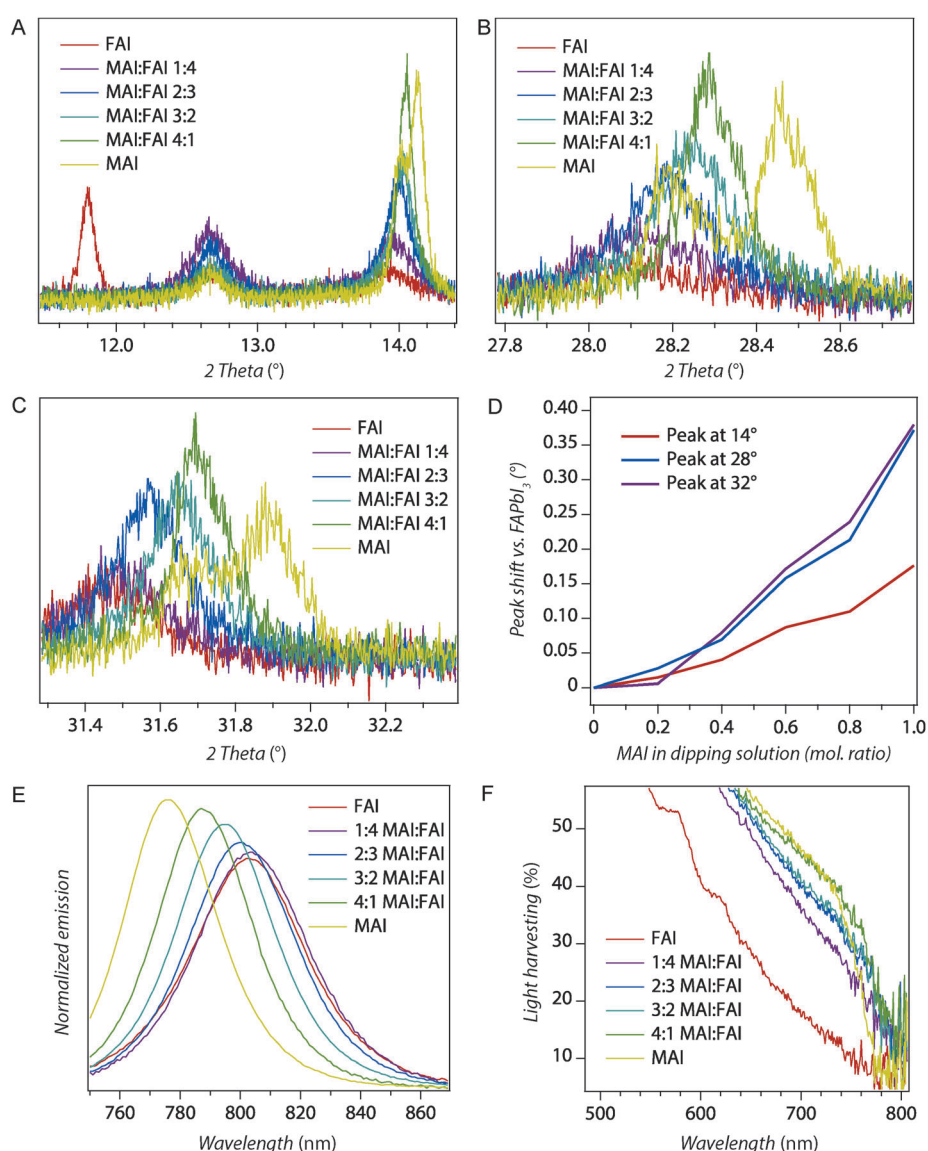 A
FAI
MAI:FAI 1:4
MAI:FAI 2:3
MAI:FAI 3:2
MAI:FAI 4:1
MAI
12.0 13.0 14.0
2 Theta (°)
B
FAI
MAI:FAI 1:4
MAI:FAI 2:3
MAI:FAI 3:2
MAI:FAI 4:1
MAI
27.8 28.0 28.2 28.4 28.6
2 Theta (°)
C
FAI
MAI:FAI 1:4
MAI:FAI 2:3
MAI:FAI 3:2
MAI:FAI 4:1
MAI
31.4 31.6 31.8 32.0 32.2
2 Theta (°)
D
Peak shift vs. FAPbI3 (°)
0.40
0.35
0.30
0.25
0.20
0.15
0.10
0.05
0
Peak at 14°
Peak at 28°
Peak at 32°
0 0.2 0.4 0.6 0.8 1.0
MAI in dipping solution (mol. ratio)
E
Normalized emission
FAI
1:4 MAI:FAI
2:3 MAI:FAI
3:2 MAI:FAI
4:1 MAI:FAI
MAI
760 780 800 820 840 860
Wavelength (nm)
F
Light harvesting (%)
50
40
30
20
10
FAI
1:4 MAI:FAI
2:3 MAI:FAI
3:2 MAI:FAI
4:1 MAI:FAI
MAI
500 600 700 800
Wavelength (nm)